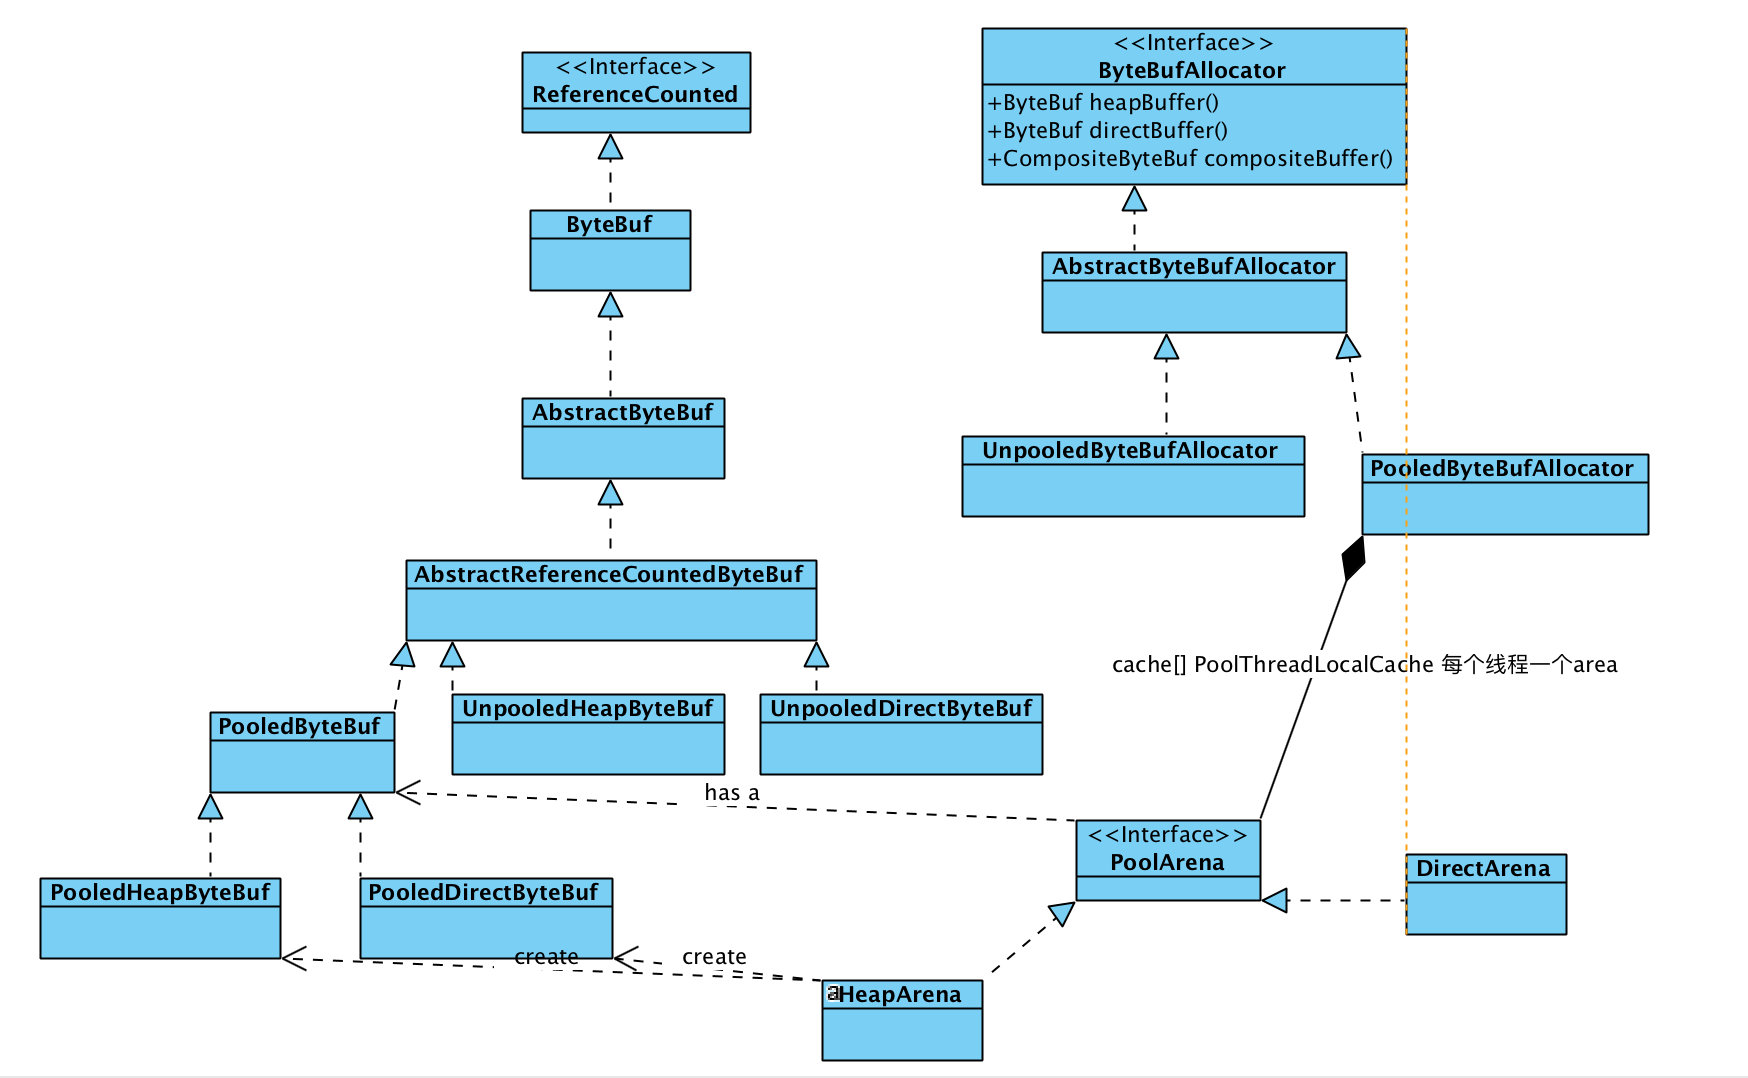 <<Interface>>
ReferenceCounted
<<Interface>>
ByteBufAllocator
+ByteBuf heapBuffer()
+ByteBuf directBuffer()
+CompositeByteBuf compositeBuffer()
ByteBuf
AbstractByteBufAllocator
AbstractByteBuf
UnpooledByteBufAllocator
PooledByteBufAllocator
AbstractReferenceCountedByteBuf
cache[] PoolThreadLocalCache 每个线程一个area
PooledByteBuf
UnpooledHeapByteBuf
UnpooledDirectByteBuf
has a
<<Interface>>
PoolArena
DirectArena
PooledHeapByteBuf
PooledDirectByteBuf
create
create
a
HeapArena